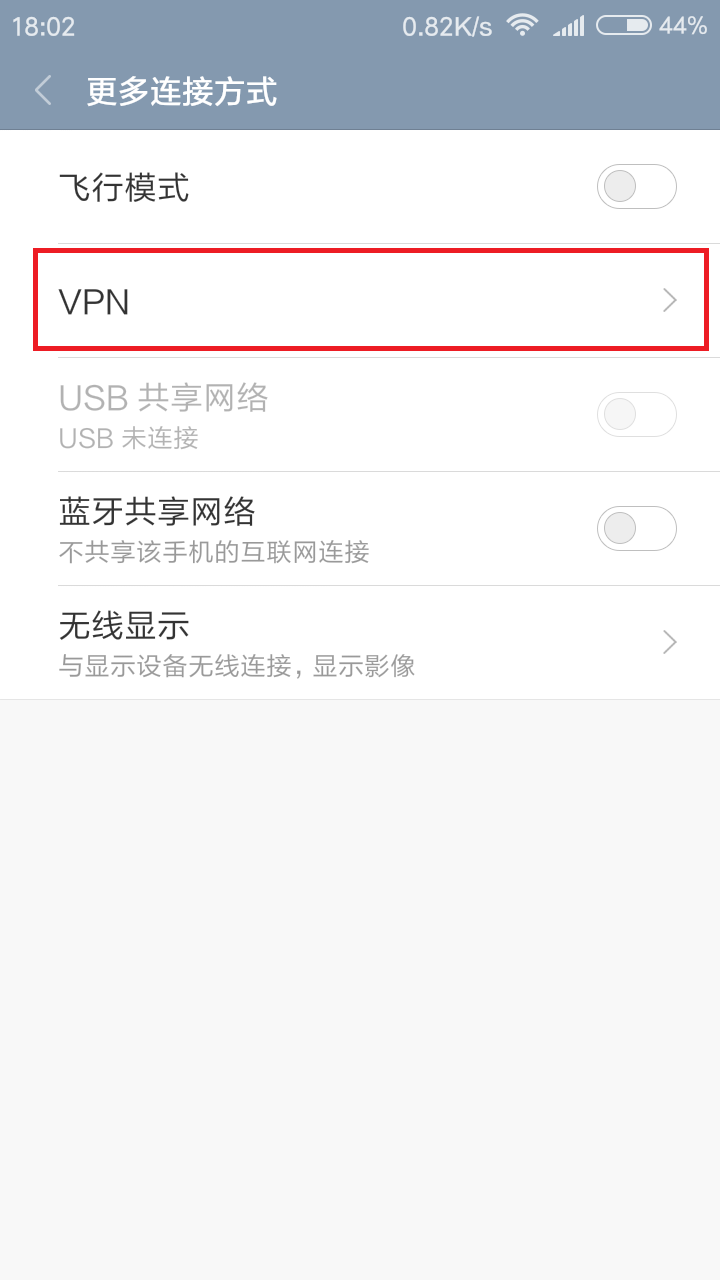 18:02 0.82K/s 44%
更多连接方式
飞行模式
VPN
USB 共享网络
USB 未连接
蓝牙共享网络
不共享该手机的互联网连接
无线显示
与显示设备无线连接，显示影像